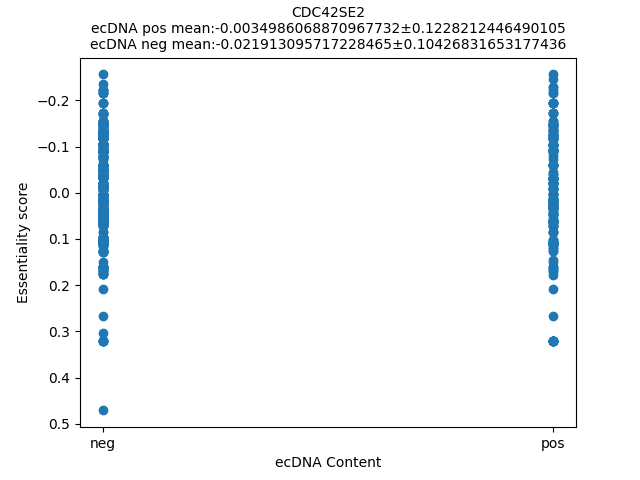 CDC42SE2
ecDNA pos mean:-0.0034986068870967732±0.1228212446490105
ecDNA neg mean:-0.021913095717228465±0.10426831653177436
−0.2
−0.1
0.0
0.1
0.2
0.3
0.4
0.5
Essentiality score
neg
pos
ecDNA Content